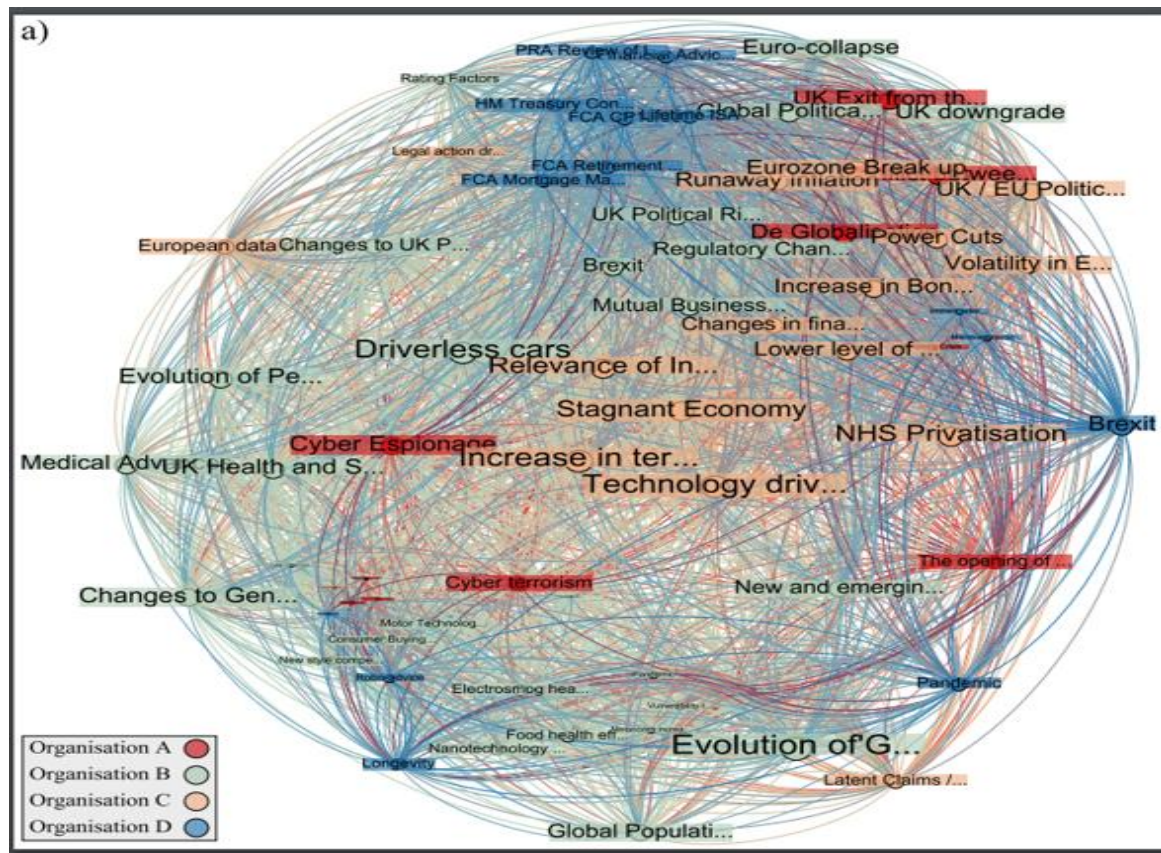 a)
PRA Review of I...
Financial Advic...
Euro-collapse
Rating Factors
UK Exit from th...
HM Treasury Con...
FCA CP
Lifetime ISA
Global Politica...
UK downgrade
Legal action dr...
FCA Retirement ...
Eurozone Break up
wee...
FCA Mortgage Ma...
Runaway Inflation
UK / EU Politic...
UK Political Ri...
De Globali
Power Cuts
European data
Changes to UK P...
Regulatory Chan...
Brexit
Volatility in E...
Increase in Bon...
Mutual Business...
Changes in fina...
Driverless cars
Lower level of ...
Evolution of Pe...
Relevance of In...
Stagnant Economy
Brexit
Cyber Espionage
NHS Privatisation
Medical Adv
UK Health and S...
Increase in ter...
Technology driv...
The opening of ...
Cyber terrorism
New and emergin...
Changes to Gen...
Motor Technolog
Consumer Buying
New style compe...
Pandemic
Electrosmog hea...
Food health eff...
Evolution of G...
Nanotechnology ...
Longevity
Latent Claims /...
Global Populati...
Organisation A
Organisation B
Organisation C
Organisation D